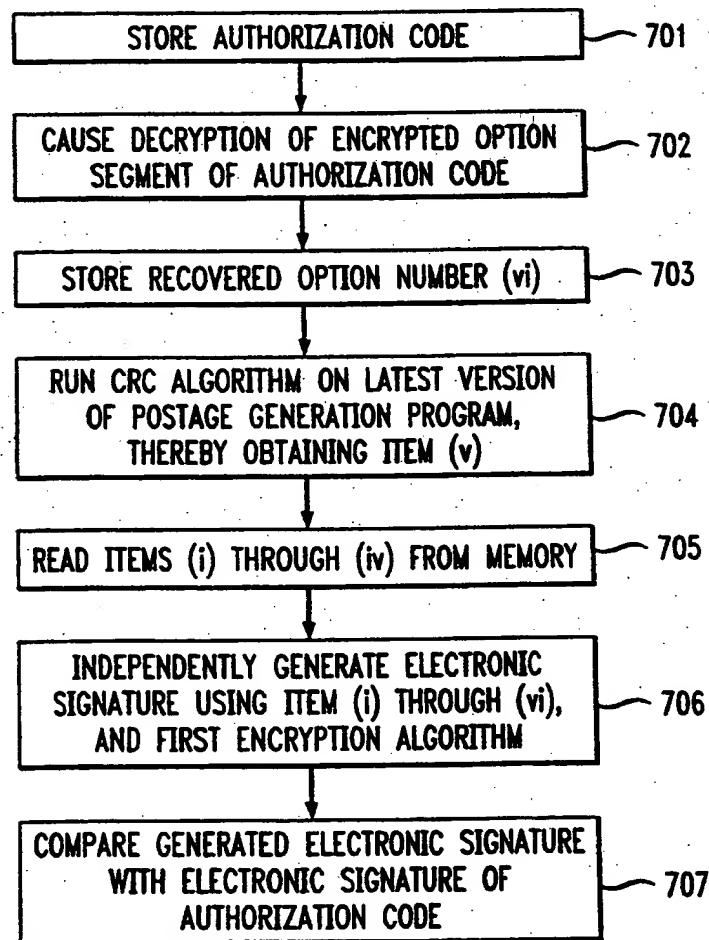 STORE AUTHORIZATION CODE
701
CAUSE DECRYPTION OF ENCRYPTED OPTION
SEGMENT OF AUTHORIZATION CODE
702
STORE RECOVERED OPTION NUMBER (vi)
703
RUN CRC ALGORITHM ON LATEST VERSION
OF POSTAGE GENERATION PROGRAM,
THEREBY OBTAINING ITEM (v)
704
READ ITEMS (i) THROUGH (iv) FROM MEMORY
705
INDEPENDENTLY GENERATE ELECTRONIC
SIGNATURE USING ITEM (i) THROUGH (vi),
AND FIRST ENCRYPTION ALGORITHM
706
COMPARE GENERATED ELECTRONIC SIGNATURE
WITH ELECTRONIC SIGNATURE OF
AUTHORIZATION CODE
707